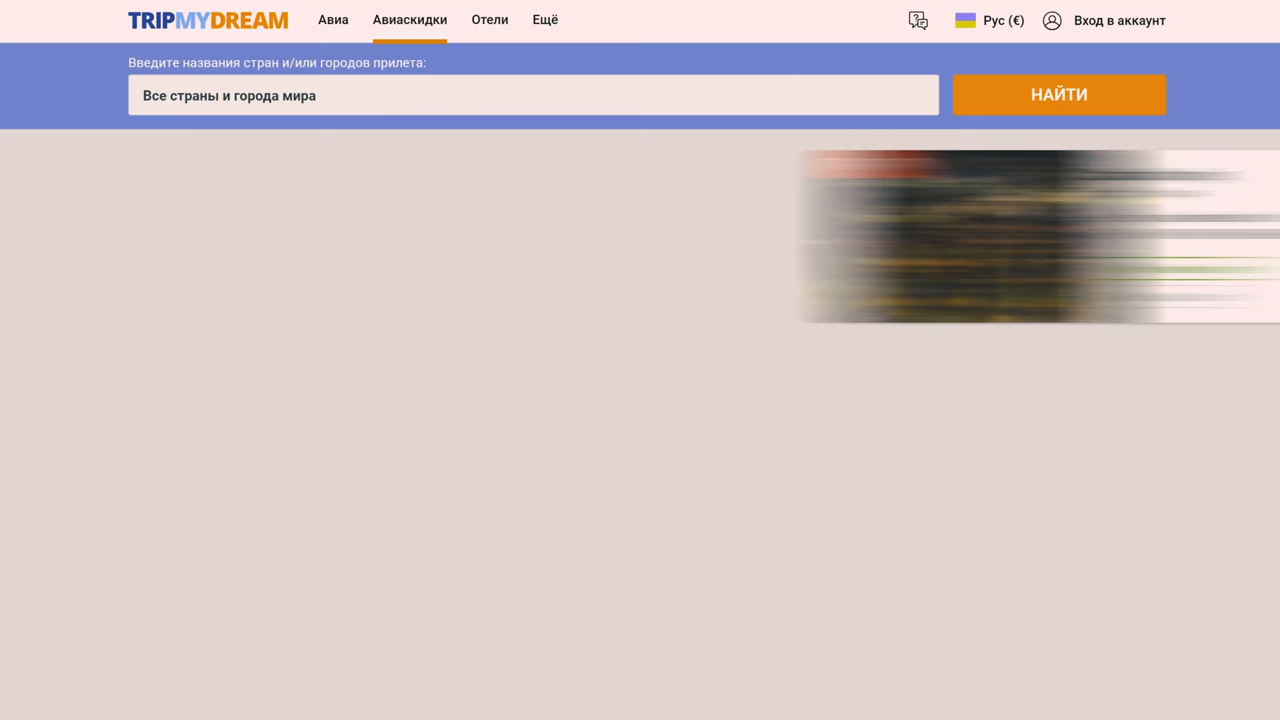 TRIPMYDREAM
Авиа
Авиаскидки
Отели
Ещё
Рус (€)
Вход в аккаунт
Введите названия стран и/или городов прилета:
Все страны и города мира
НАЙТИ